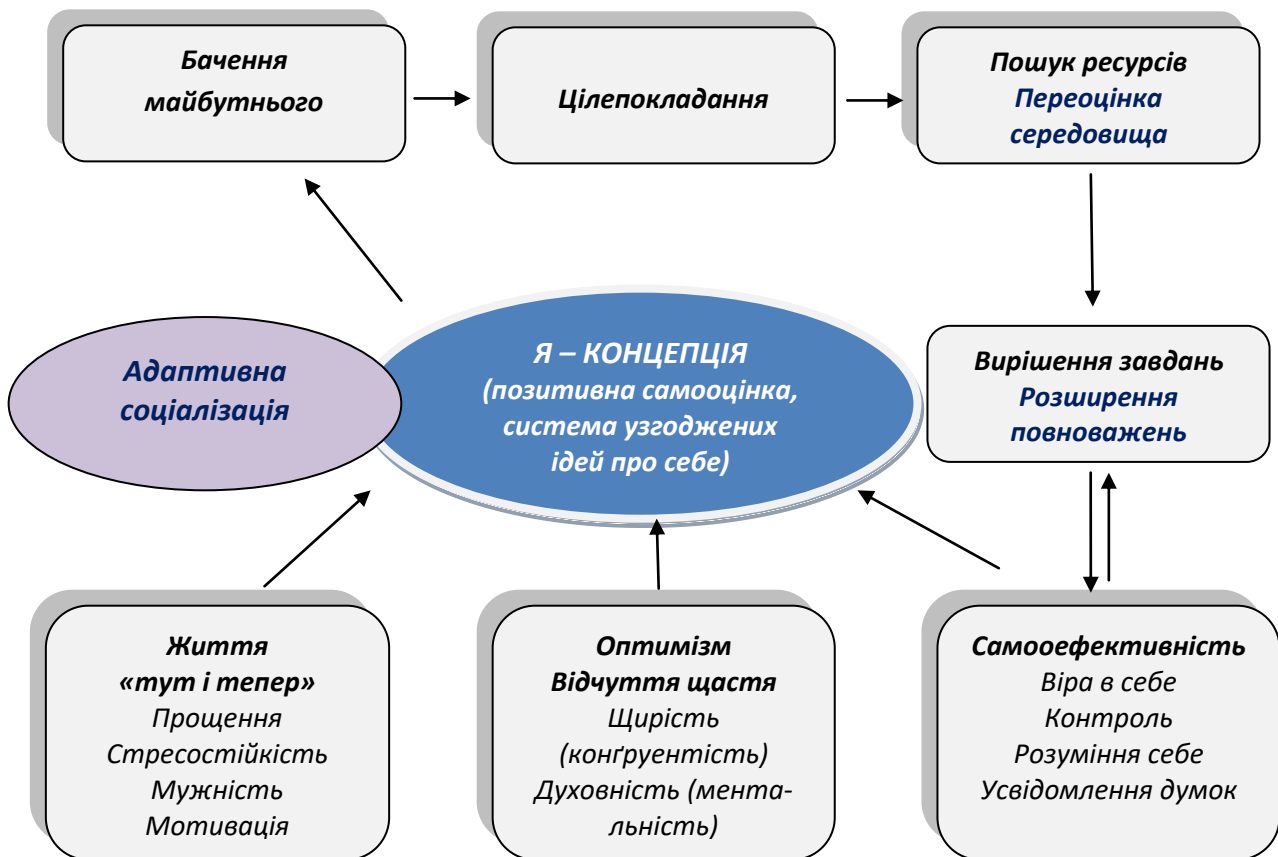 Бачення
майбутнього
Цілепокладання
Пошук ресурсів
Переоцінка
середовища
Адаптивна
соціалізація
Я – КОНЦЕПЦІЯ
(позитивна самооцінка,
система узгоджених
ідей про себе)
Вирішення завдань
Розширення
повноважень
Життя
«тут і тепер»
Прощення
Стресостійкість
Мужність
Мотивація
Оптимізм
Відчуття щастя
Щирість
(конґруентість)
Духовність (мента-
льність)
Самооефективність
Віра в себе
Контроль
Розуміння себе
Усвідомлення думок